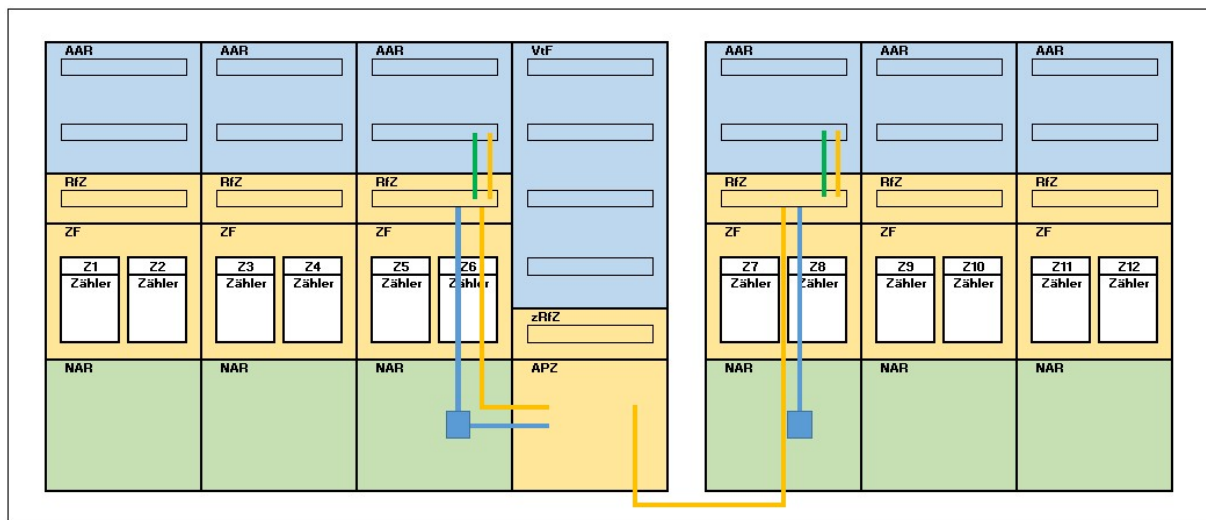 AAR AAR AAR VtF AAR AAR AAR
RfZ RfZ RfZ RfZ RfZ RfZ
ZF ZF ZF ZF ZF ZF
Z1 Z2 Z3 Z4 Z5 Z6 Z7 Z8 Z9 Z10 Z11 Z12
Zähler Zähler Zähler Zähler Zähler Zähler Zähler Zähler Zähler Zähler Zähler Zähler
zRfZ
NAR NAR NAR APZ NAR NAR NAR